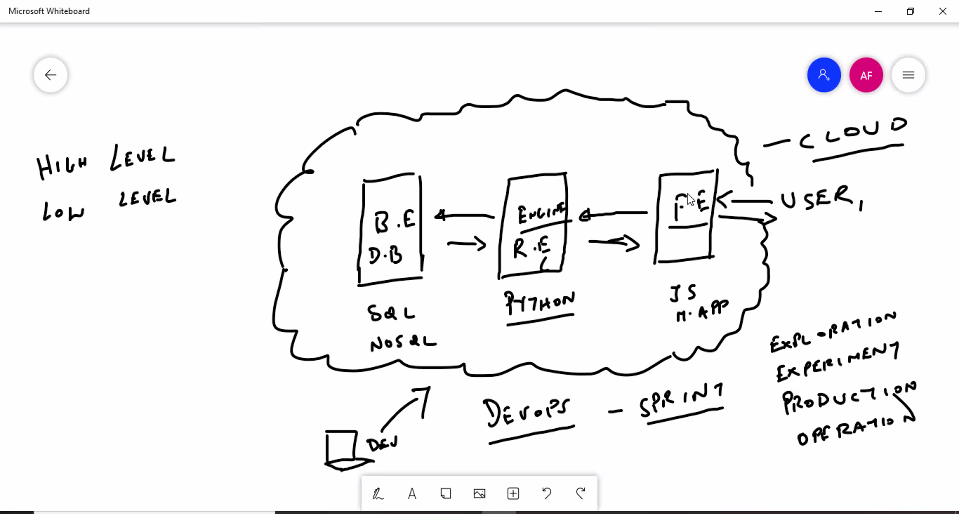 Microsoft Whiteboard
AF
HIGH LEVEL
LOW LEVEL
CLOUD
B.E
D.B
ENGINE
R.E
F E
USER,
SQL
NOSQL
PYTHON
JS
M.APP
EXPLORATION
EXPERIMENT
PRODUCTION
OPERATION
DEVOPS - SPRINT
DEV
A